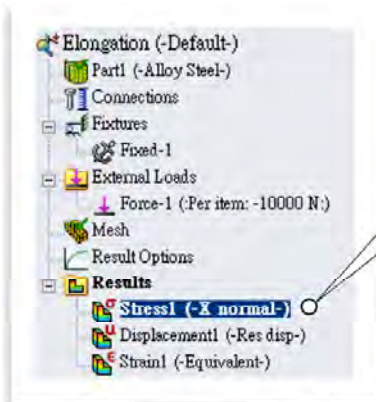 Elongation (-Default-)
Part1 (-Alloy Steel-)
Connections
Fixtures
Fixed-1
External Loads
Force-1 (:Per item: -10000 N:)
Mesh
Result Options
Results
Stress1 (-X normal-)
Displacement1 (-Res disp-)
Strain1 (-Equivalent-)